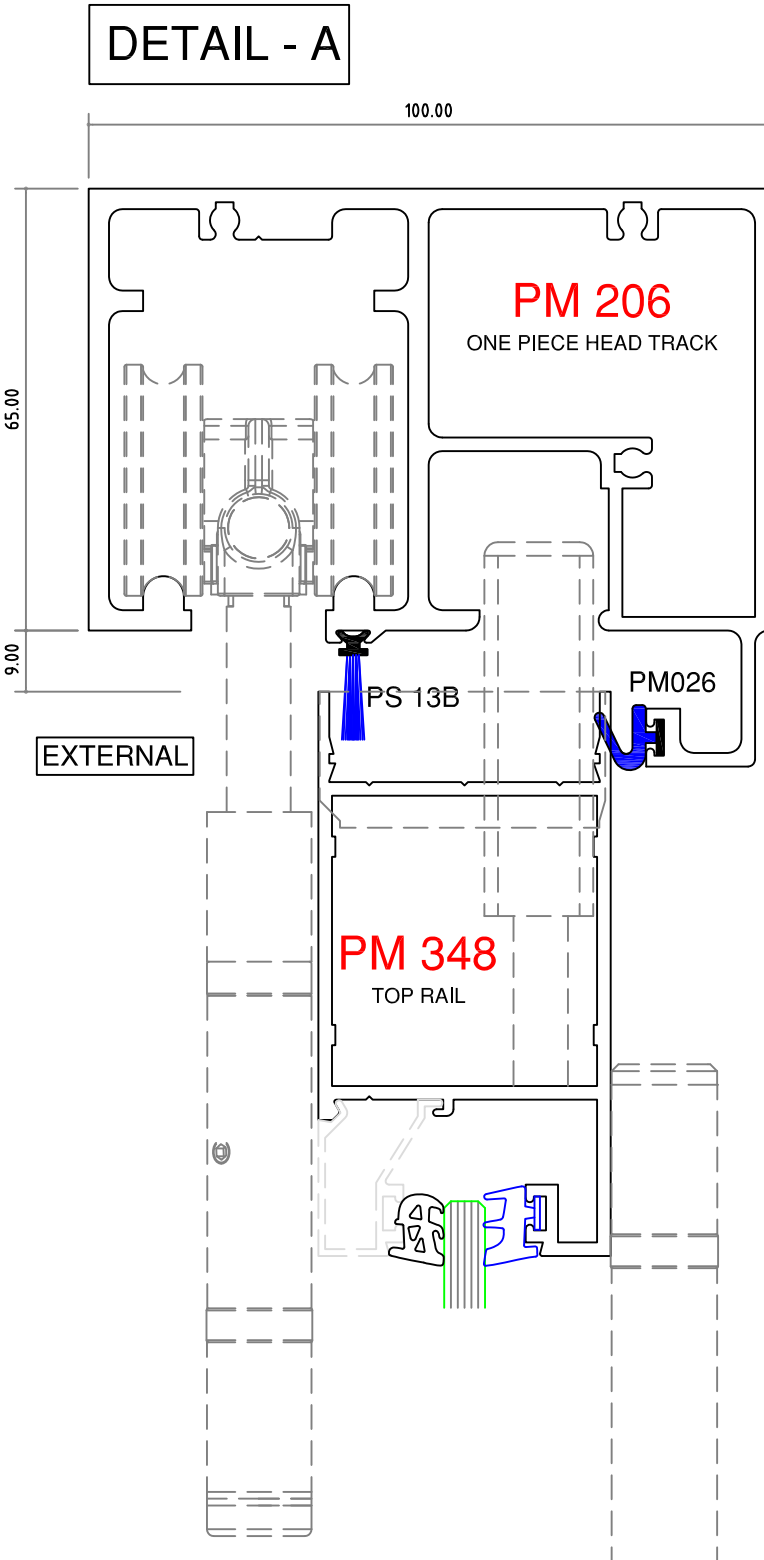 DETAIL - A
100.00
PM 206
ONE PIECE HEAD TRACK
65.00
9.00
PS 13B
PM026
EXTERNAL
PM 348
TOP RAIL